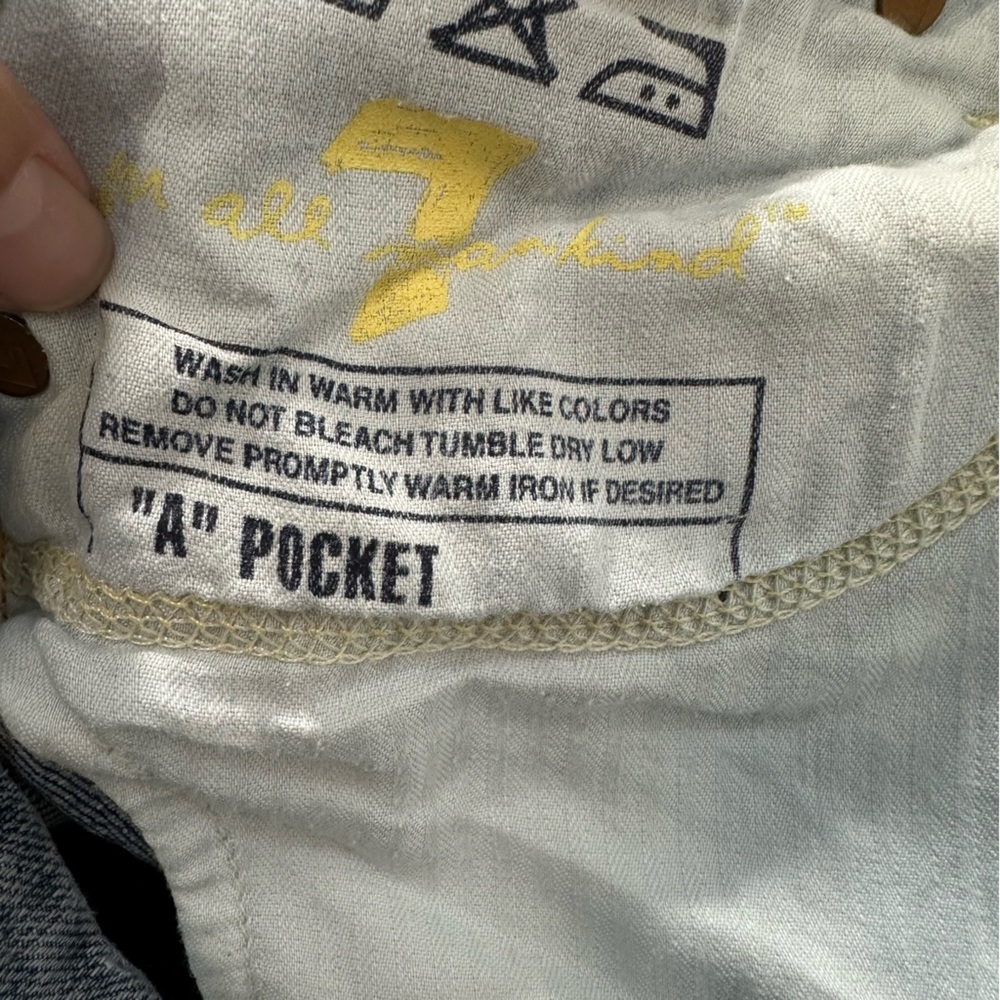 for all 7 mankind™
WASH IN WARM WITH LIKE COLORS
DO NOT BLEACH TUMBLE DRY LOW
REMOVE PROMPTLY WARM IRON IF DESIRED
"A" POCKET